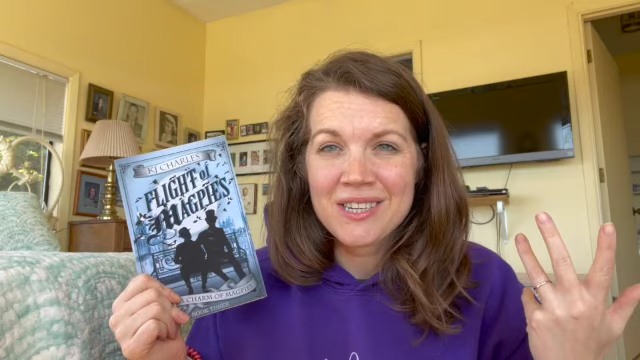 KJ CHARLES
FLIGHT of
MAGPIES
A CHARM OF MAGPIES
BOOK THREE